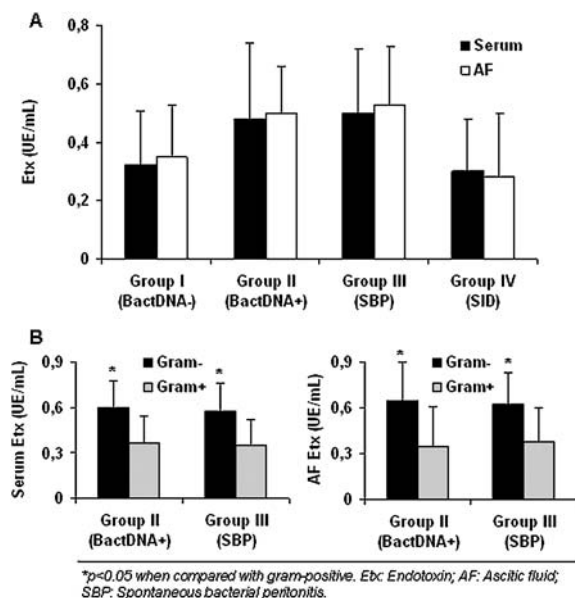 A
Etx (UE/mL)
0,8
0,6
0,4
0,2
0
Serum
AF
Group I
(BactDNA-)
Group II
(BactDNA+)
Group III
(SBP)
Group IV
(SID)
B
Serum Etx (UE/mL)
0,9
0,6
0,3
0
* *
Gram-
Gram+
Group II
(BactDNA+)
Group III
(SBP)
AF Etx (UE/mL)
0,9
0,6
0,3
0
* *
Gram-
Gram+
Group II
(BactDNA+)
Group III
(SBP)
*p<0.05 when compared with gram-positive. Etx: Endotoxin; AF: Ascitic fluid;
SBP: Spontaneous bacterial peritonitis.